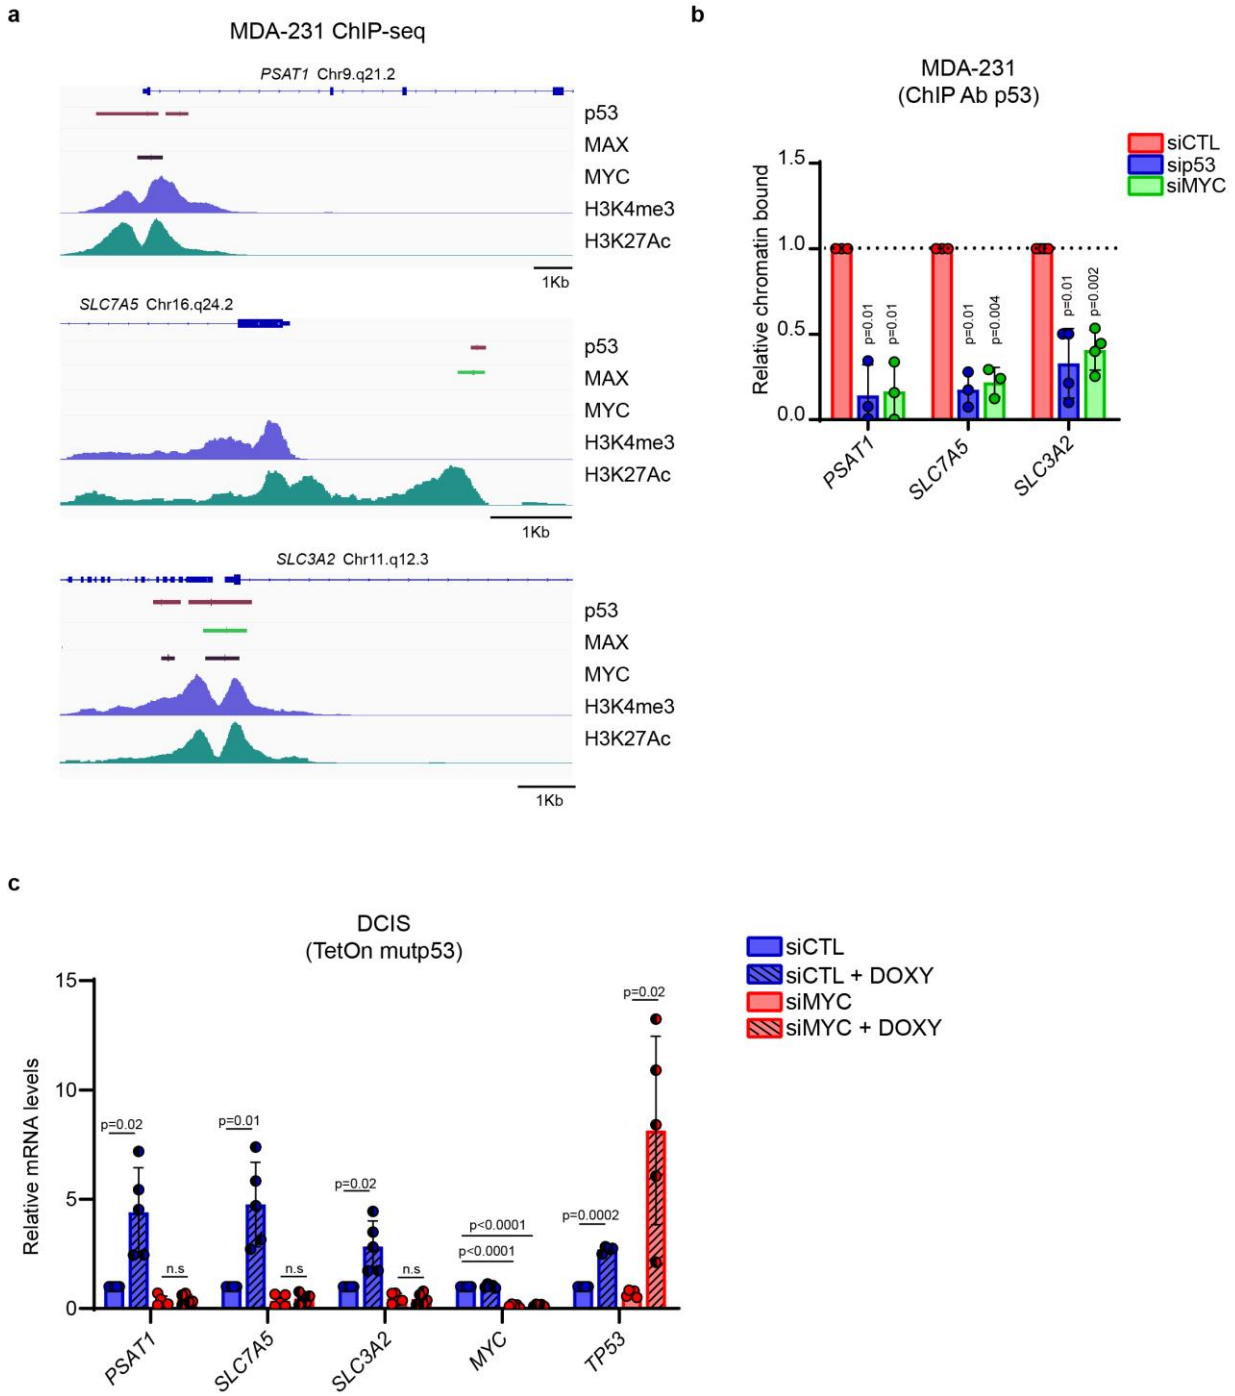 a
MDA-231 ChIP-seq
PSAT1 Chr9.q21.2
p53
MAX
MYC
H3K4me3
H3K27Ac
1Kb
SLC7A5 Chr16.q24.2
p53
MAX
MYC
H3K4me3
H3K27Ac
1Kb
SLC3A2 Chr11.q12.3
p53
MAX
MYC
H3K4me3
H3K27Ac
1Kb
b
MDA-231
(ChIP Ab p53)
siCTL
sip53
siMYC
Relative chromatin bound
1.5
1.0
0.5
0.0
p=0.01
p=0.01
p=0.01
p=0.004
p=0.01
p=0.002
PSAT1
SLC7A5
SLC3A2
c
DCIS
(TetOn mutp53)
siCTL
siCTL + DOXY
siMYC
siMYC + DOXY
Relative mRNA levels
15
10
5
0
p=0.02
n.s
p=0.01
n.s
p=0.02
n.s
p<0.0001
p<0.0001
p=0.0002
p=0.02
PSAT1
SLC7A5
SLC3A2
MYC
TP53